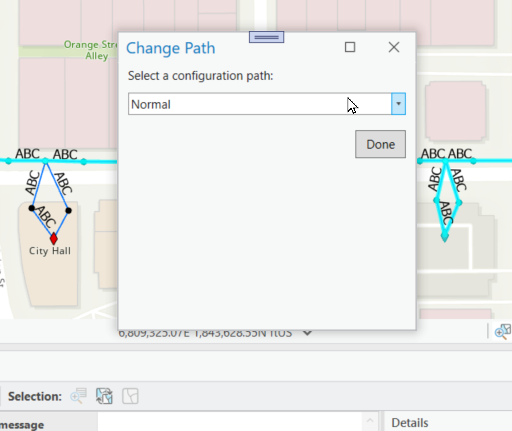 Orange Stre
Alley
Change Path
Select a configuration path:
Normal
Done
ABC ABC
ABC ABC
ABC
City Hall
ABC ABC
ABC ABC
ABC
6,809,325.07E 1,843,628.55N ftUS
Selection:
message
Details